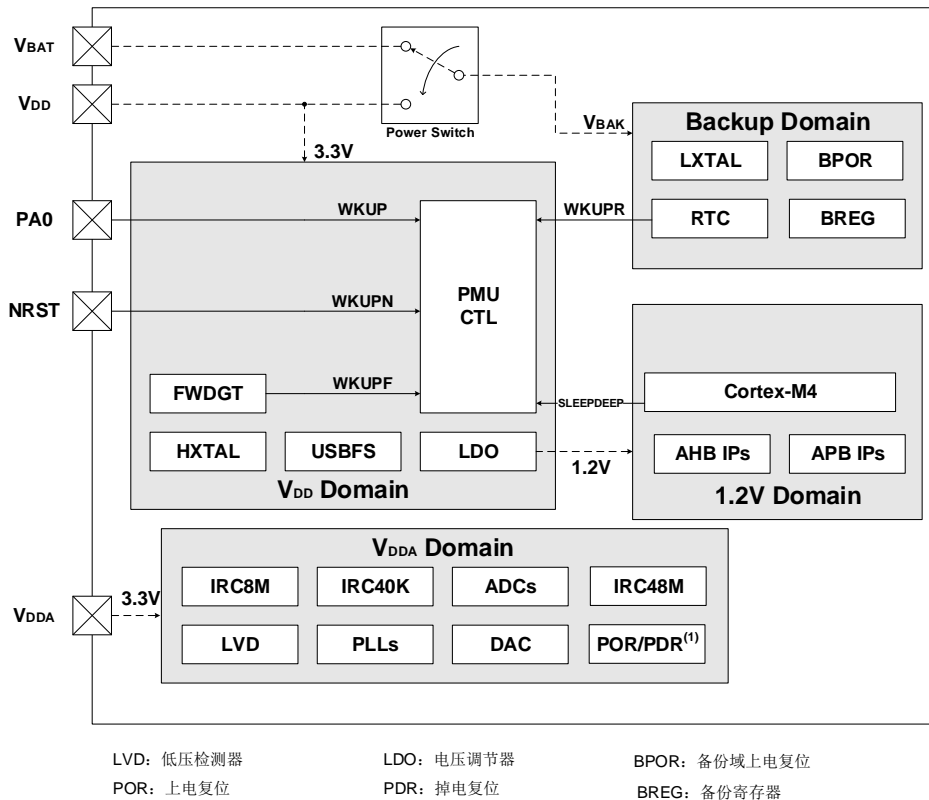 VBAT
VDD
Power Switch
3.3V
VBAK
Backup Domain
LXTAL
BPOR
RTC
BREG
PA0
WKUP
WKUPR
NRST
WKUPN
PMU
CTL
FWDGT
WKUPF
SLEEPDEEP
Cortex-M4
HXTAL
USBFS
LDO
1.2V
AHB IPs
APB IPs
VDD Domain
1.2V Domain
VDDA Domain
VDDA
3.3V
IRC8M
IRC40K
ADCs
IRC48M
LVD
PLLs
DAC
POR/PDR(1)
LVD：低压检测器
LDO：电压调节器
BPOR：备份域上电复位
POR：上电复位
PDR：掉电复位
BREG：备份寄存器